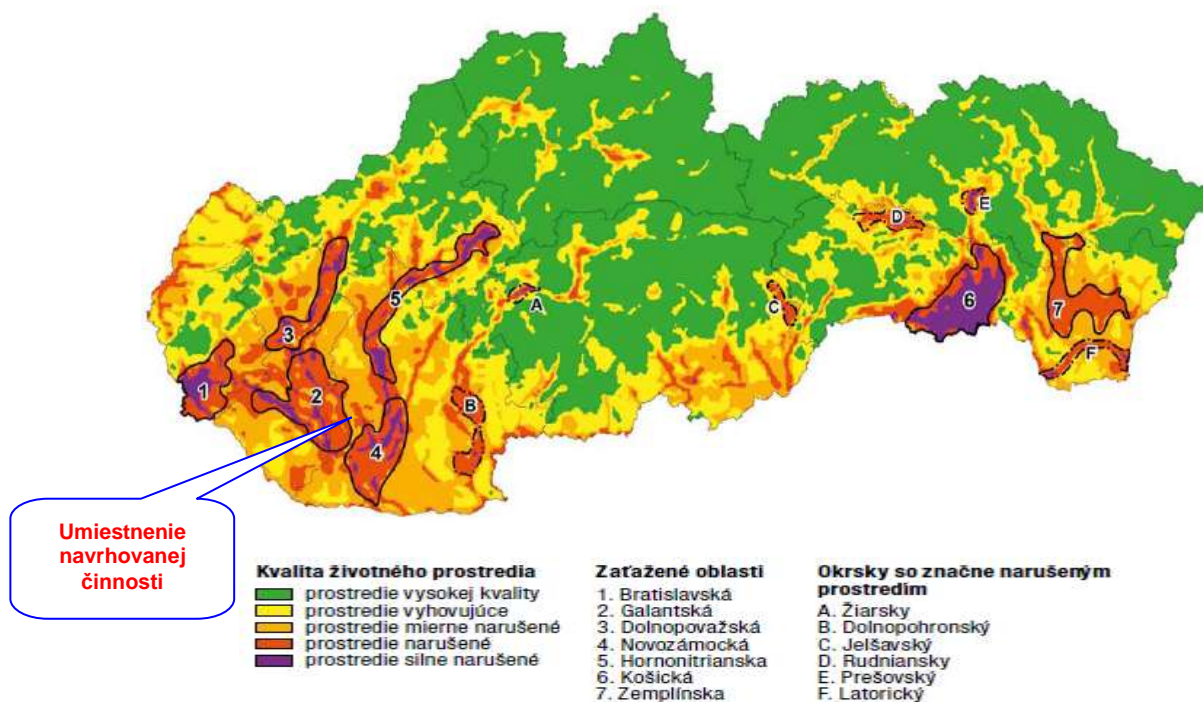 D
E
5
A
C
6
3
7
1
2
F
B
4
Umiestnenie
navrhovanej
činnosti
Kvalita životného prostredia
prostredie vysokej kvality
prostredie vyhovujúce
prostredie mierne narušené
prostredie narušené
prostredie silne narušené
Zaťažené oblasti
1. Bratislavská
2. Galantská
3. Dolnopovažská
4. Novozámocká
5. Hornonitrianska
6. Košická
7. Zemplínska
Okrsky so značne narušeným
prostredím
A. Žiarsky
B. Dolnopohronský
C. Jelšavský
D. Rudniansky
E. Prešovský
F. Latorický